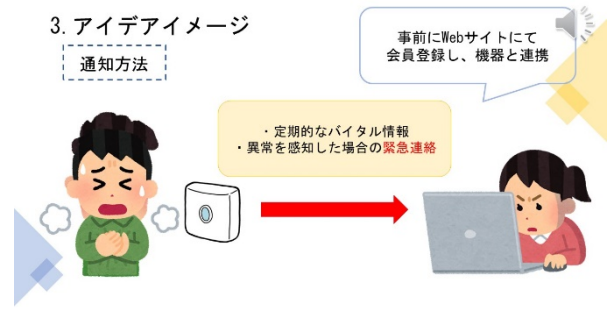 3.アイデアイメージ
通知方法
事前にWebサイトにて
会員登録し、機器と連携
・定期的なバイタル情報
・異常を感知した場合の緊急連絡